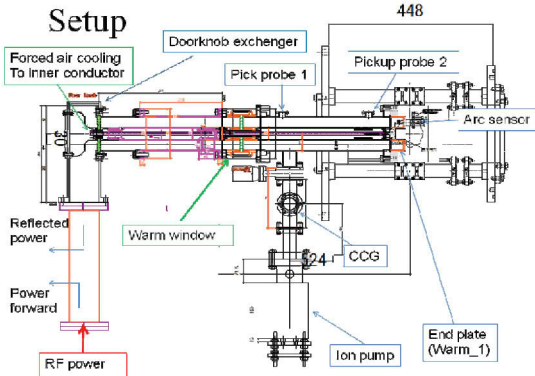 Setup
448
Doorknob exchenger
Forced air cooling
To inner conductor
Pick probe 1
Pickup probe 2
Arc sensor
30
Reflected
power
Warm window
CCG
524
Power
forward
RF power
Ion pump
End plate
(Warm_1)